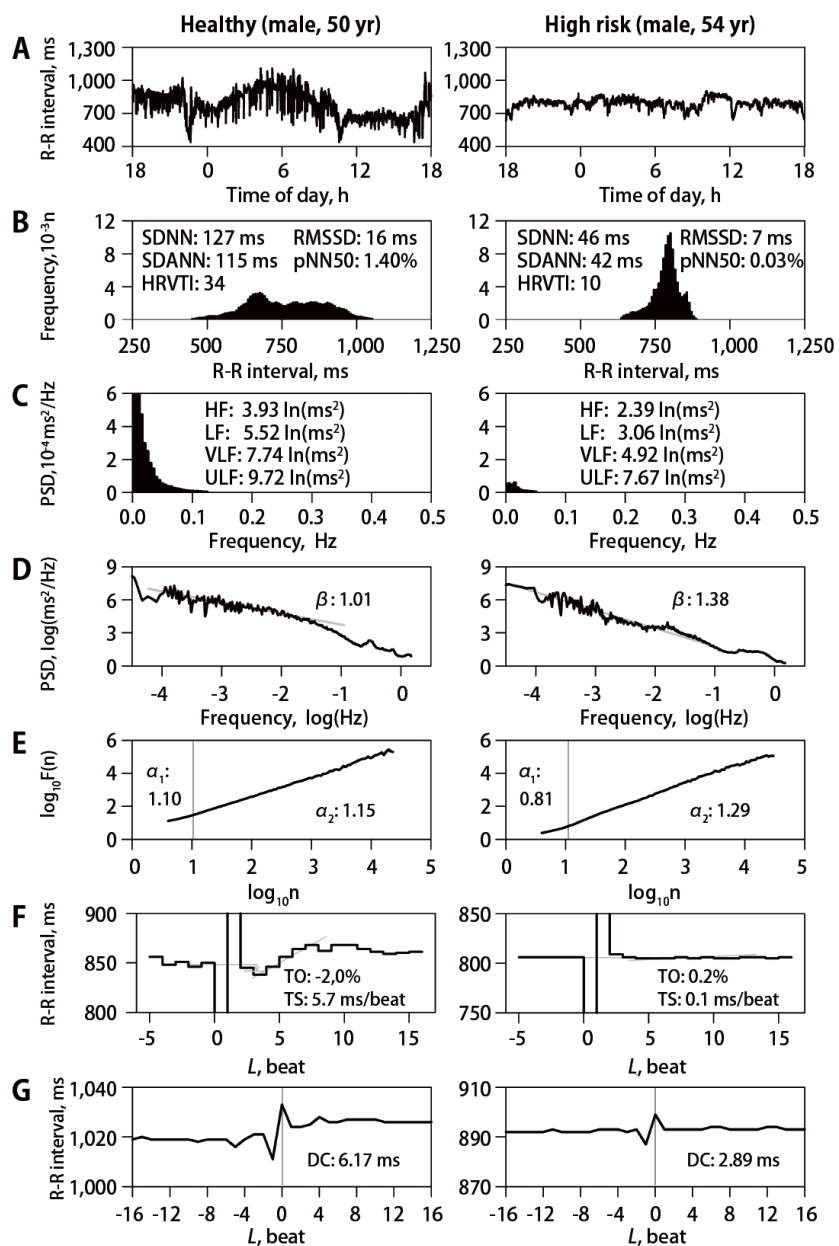 Healthy (male, 50 yr)
High risk (male, 54 yr)
A
R-R interval, ms
1,300
1,000
700
400
18 0 6 12 18
Time of day, h
1,300
1,000
700
400
18 0 6 12 18
Time of day, h
B
Frequency,10⁻³n
12
8
4
0
SDNN: 127 ms RMSSD: 16 ms
SDANN: 115 ms pNN50: 1.40%
HRVTI: 34
250 500 750 1,000 1,250
R-R interval, ms
12
8
4
0
SDNN: 46 ms RMSSD: 7 ms
SDANN: 42 ms pNN50: 0.03%
HRVTI: 10
250 500 750 1,000 1,250
R-R interval, ms
C
PSD,10⁻⁴ms²/Hz
6
4
2
0
HF: 3.93 ln(ms²)
LF: 5.52 ln(ms²)
VLF: 7.74 ln(ms²)
ULF: 9.72 ln(ms²)
0.0 0.1 0.2 0.3 0.4 0.5
Frequency, Hz
6
4
2
0
HF: 2.39 ln(ms²)
LF: 3.06 ln(ms²)
VLF: 4.92 ln(ms²)
ULF: 7.67 ln(ms²)
0.0 0.1 0.2 0.3 0.4 0.5
Frequency, Hz
D
PSD, log(ms²/Hz)
9
6
3
0
β: 1.01
-4 -3 -2 -1 0
Frequency, log(Hz)
9
6
3
0
β: 1.38
-4 -3 -2 -1 0
Frequency, log(Hz)
E
log₁₀F(n)
6
4
2
0
α₁:
1.10
α₂: 1.15
0 1 2 3 4 5
log₁₀n
6
4
2
0
α₁:
0.81
α₂: 1.29
0 1 2 3 4 5
log₁₀n
F
R-R interval, ms
900
850
800
TO: -2,0%
TS: 5.7 ms/beat
-5 0 5 10 15
L, beat
850
800
750
TO: 0.2%
TS: 0.1 ms/beat
-5 0 5 10 15
L, beat
G
R-R interval, ms
1,040
1,020
1,000
DC: 6.17 ms
-16 -12 -8 -4 0 4 8 12 16
L, beat
910
890
870
DC: 2.89 ms
-16 -12 -8 -4 0 4 8 12 16
L, beat